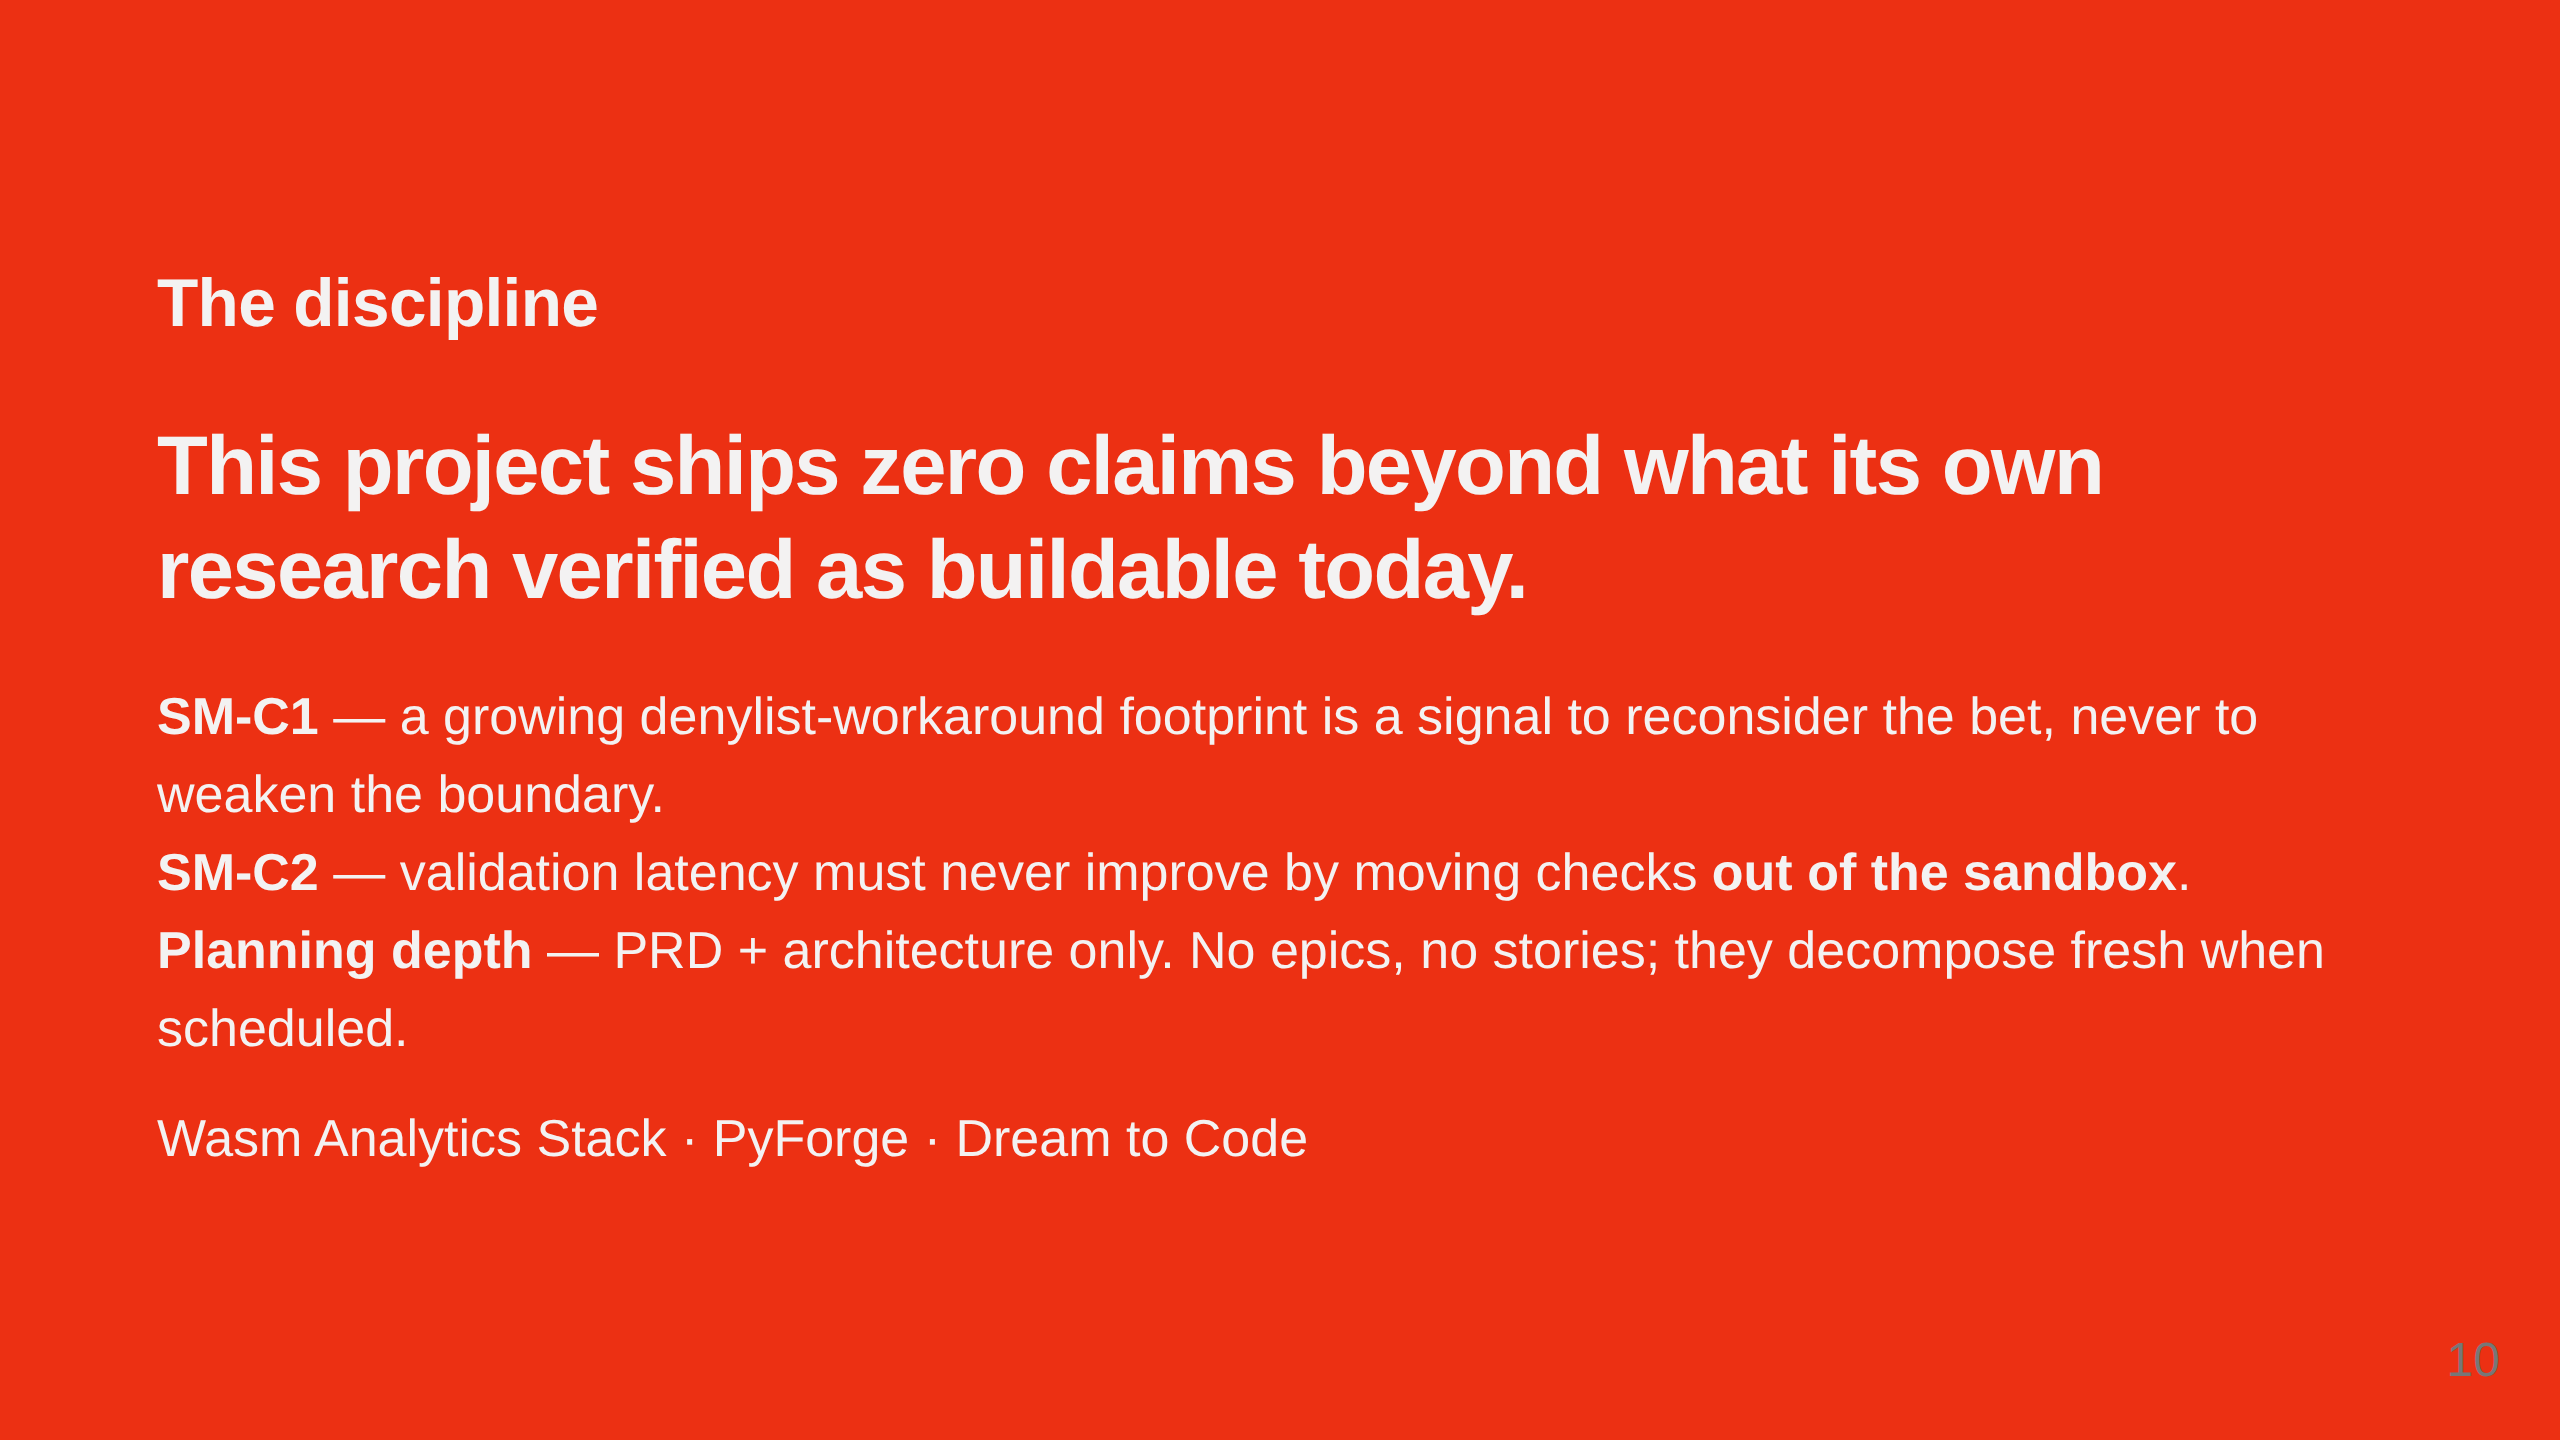 The discipline
This project ships zero claims beyond what its own
research verified as buildable today.
SM-C1 — a growing denylist-workaround footprint is a signal to reconsider the bet, never to
weaken the boundary.
SM-C2 — validation latency must never improve by moving checks out of the sandbox.
Planning depth — PRD + architecture only. No epics, no stories; they decompose fresh when
scheduled.
Wasm Analytics Stack · PyForge · Dream to Code
10